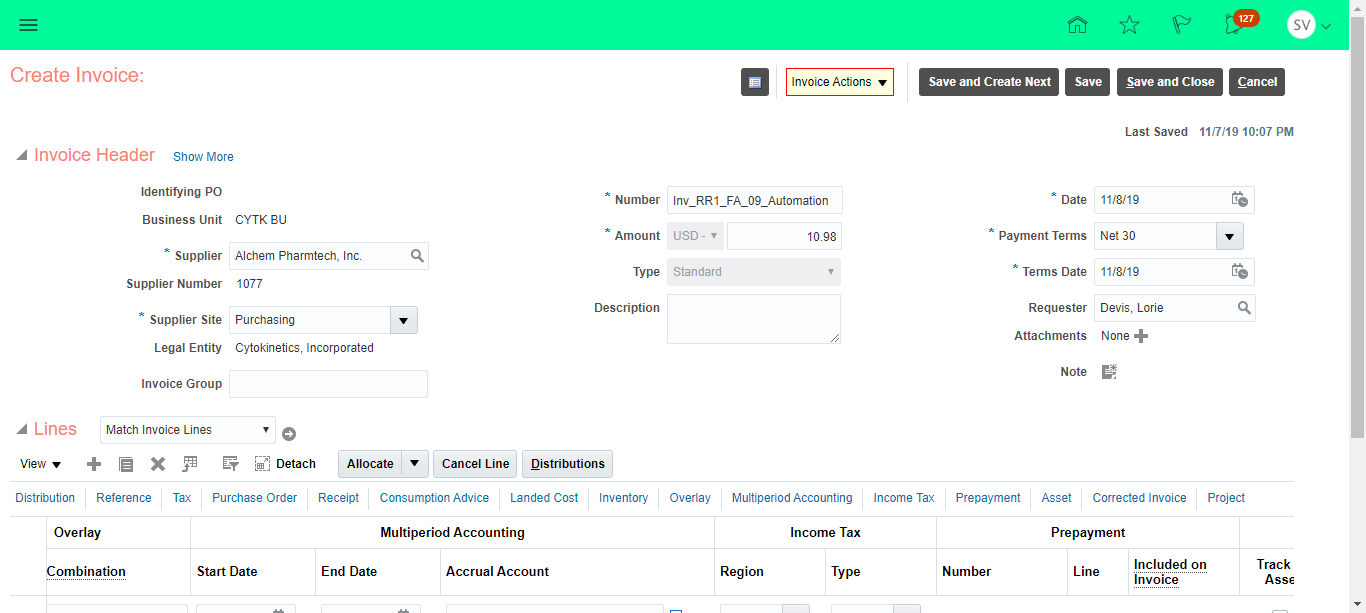 127
SV
Create Invoice:
Invoice Actions
Save and Create Next
Save
Save and Close
Cancel
Last Saved 11/7/19 10:07 PM
Invoice Header
Show More
Identifying PO
Business Unit CYTK BU
* Supplier Alchem Pharmtech, Inc.
Supplier Number 1077
* Supplier Site Purchasing
Legal Entity Cytokinetics, Incorporated
Invoice Group
* Number Inv_RR1_FA_09_Automation
* Amount USD - 10.98
Type Standard
Description
* Date 11/8/19
* Payment Terms Net 30
* Terms Date 11/8/19
Requester Devis, Lorie
Attachments None
Note
Lines Match Invoice Lines
View Detach Allocate Cancel Line Distributions
Distribution Reference Tax Purchase Order Receipt Consumption Advice Landed Cost Inventory Overlay Multiperiod Accounting Income Tax Prepayment Asset Corrected Invoice Project
Overlay Multiperiod Accounting Income Tax Prepayment
Combination Start Date End Date Accrual Account Region Type Number Line Included on Invoice Track Asse